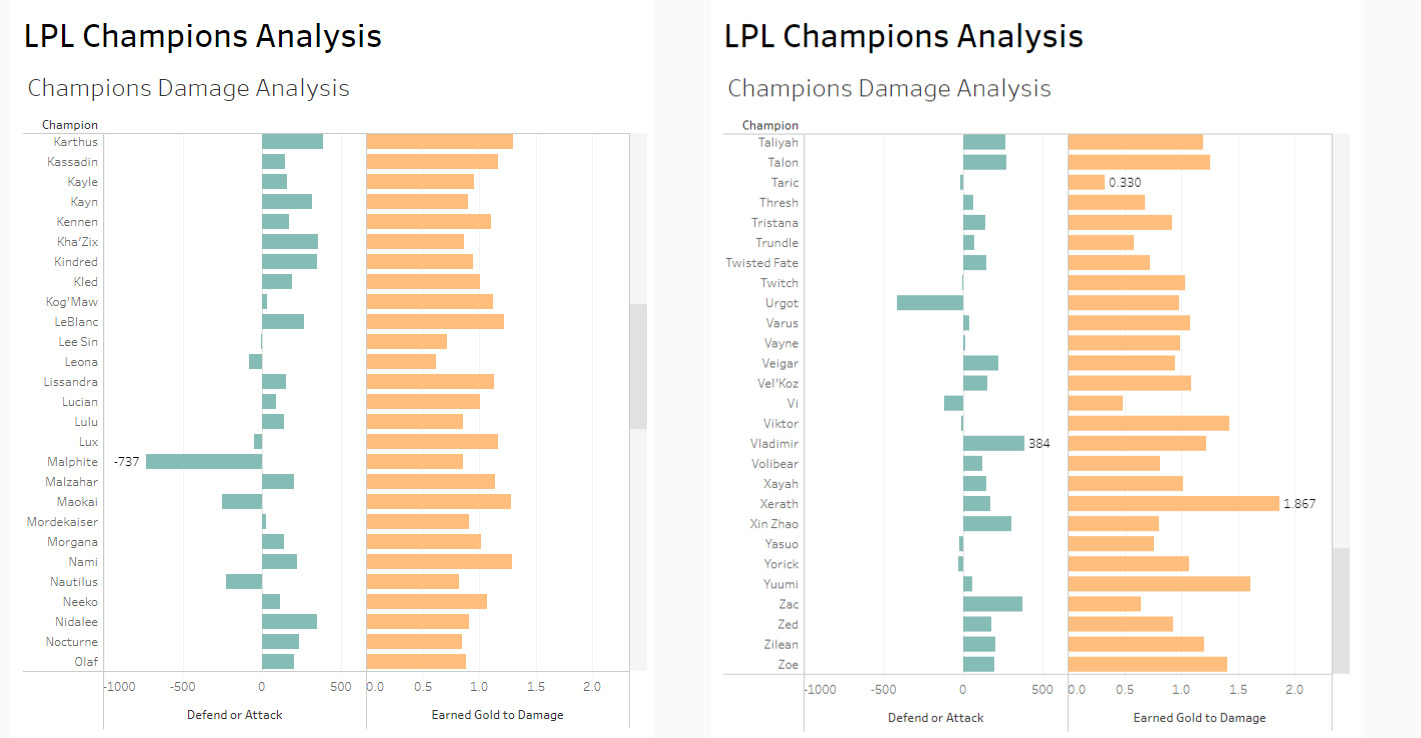 LPL Champions Analysis
Champions Damage Analysis
Champion
Karthus
Kassadin
Kayle
Kayn
Kennen
Kha'Zix
Kindred
Kled
Kog'Maw
LeBlanc
Lee Sin
Leona
Lissandra
Lucian
Lulu
Lux
Malphite -737
Malzahar
Maokai
Mordekaiser
Morgana
Nami
Nautilus
Neeko
Nidalee
Nocturne
Olaf
-1000 -500 0 500 0.0 0.5 1.0 1.5 2.0
Defend or Attack Earned Gold to Damage
LPL Champions Analysis
Champions Damage Analysis
Champion
Taliyah
Talon
Taric 0.330
Thresh
Tristana
Trundle
Twisted Fate
Twitch
Urgot
Varus
Vayne
Veigar
Vel'Koz
Vi
Viktor
Vladimir 384
Volibear
Xayah
Xerath 1.867
Xin Zhao
Yasuo
Yorick
Yuumi
Zac
Zed
Zilean
Zoe
-1000 -500 0 500 0.0 0.5 1.0 1.5 2.0
Defend or Attack Earned Gold to Damage